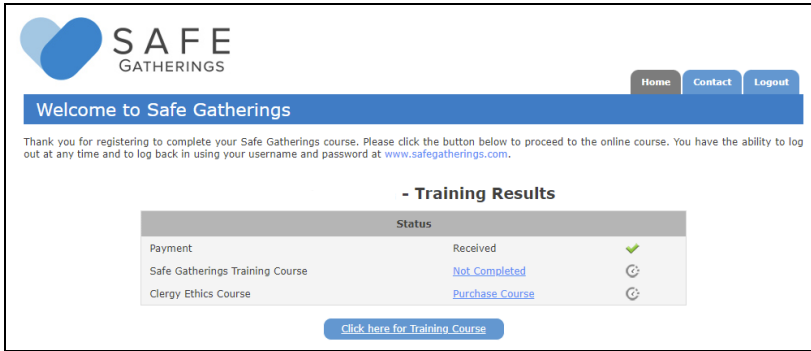 SAFE
GATHERINGS
Home Contact Logout
Welcome to Safe Gatherings
Thank you for registering to complete your Safe Gatherings course. Please click the button below to proceed to the online course. You have the ability to log
out at any time and to log back in using your username and password at www.safegatherings.com.
- Training Results
Status
Payment Received
Safe Gatherings Training Course Not Completed
Clergy Ethics Course Purchase Course
Click here for Training Course